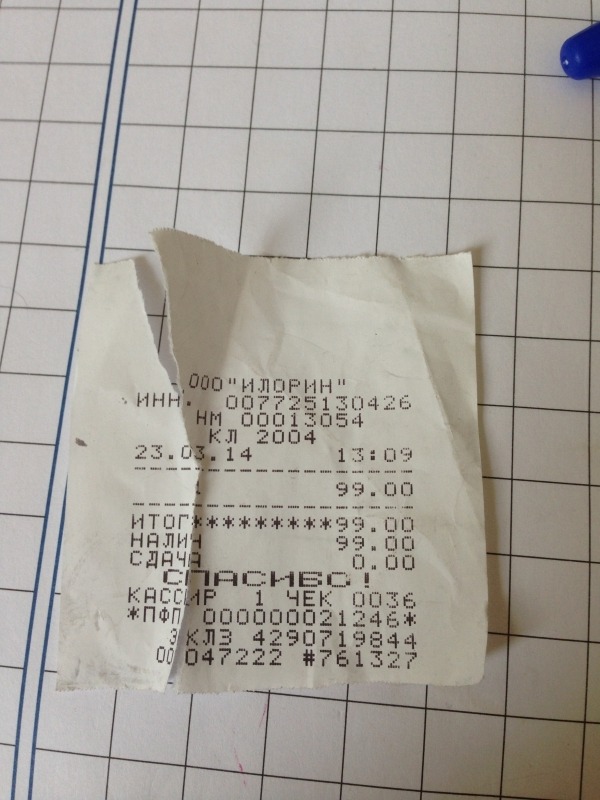 ООО"ИЛОРИН"
ИНН· 007725130426
НМ 00013054
КЛ 2004
23.03.14 13:09
99.00
ИТОГ*********99.00
НАЛИЧ 99.00
СДАЧА 0.00
СПАСИБО!
КАССИР 1 ЧЕК 0036
*ПФП 000000021246*
ЭКЛЗ 4290719844
00047222 #761327